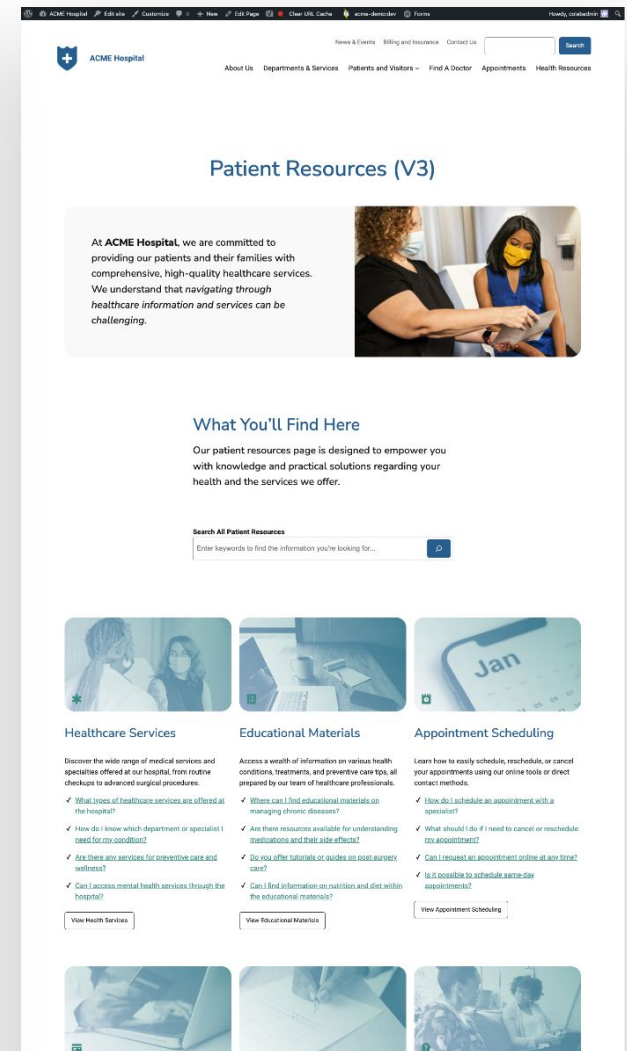 ACME Hospital Edit site Customize 0 New Edit Page Clear URL Cache acme-demo:dev Forms Howdy, colabadmin
News & Events Billing and Insurance Contact Us Search
ACME Hospital
About Us Departments & Services Patients and Visitors Find A Doctor Appointments Health Resources
Patient Resources (V3)
At ACME Hospital, we are committed to
providing our patients and their families with
comprehensive, high-quality healthcare services.
We understand that navigating through
healthcare information and services can be
challenging.
What You’ll Find Here
Our patient resources page is designed to empower you
with knowledge and practical solutions regarding your
health and the services we offer.
Search All Patient Resources
Enter keywords to find the information you're looking for...
Jan
Healthcare Services
Discover the wide range of medical services and
specialties offered at our hospital, from routine
checkups to advanced surgical procedures.
✓ What types of healthcare services are offered at
the hospital?
✓ How do I know which department or specialist I
need for my condition?
✓ Are there any services for preventive care and
wellness?
✓ Can I access mental health services through the
hospital?
View Health Services
Educational Materials
Access a wealth of information on various health
conditions, treatments, and preventive care tips, all
prepared by our team of healthcare professionals.
✓ Where can I find educational materials on
managing chronic diseases?
✓ Are there resources available for understanding
medications and their side effects?
✓ Do you offer tutorials or guides on post-surgery
care?
✓ Can I find information on nutrition and diet within
the educational materials?
View Educational Materials
Appointment Scheduling
Learn how to easily schedule, reschedule, or cancel
your appointments using our online tools or direct
contact methods.
✓ How do I schedule an appointment with a
specialist?
✓ What should I do if I need to cancel or reschedule
my appointment?
✓ Can I request an appointment online at any time?
✓ Is it possible to schedule same-day
appointments?
View Appointment Scheduling